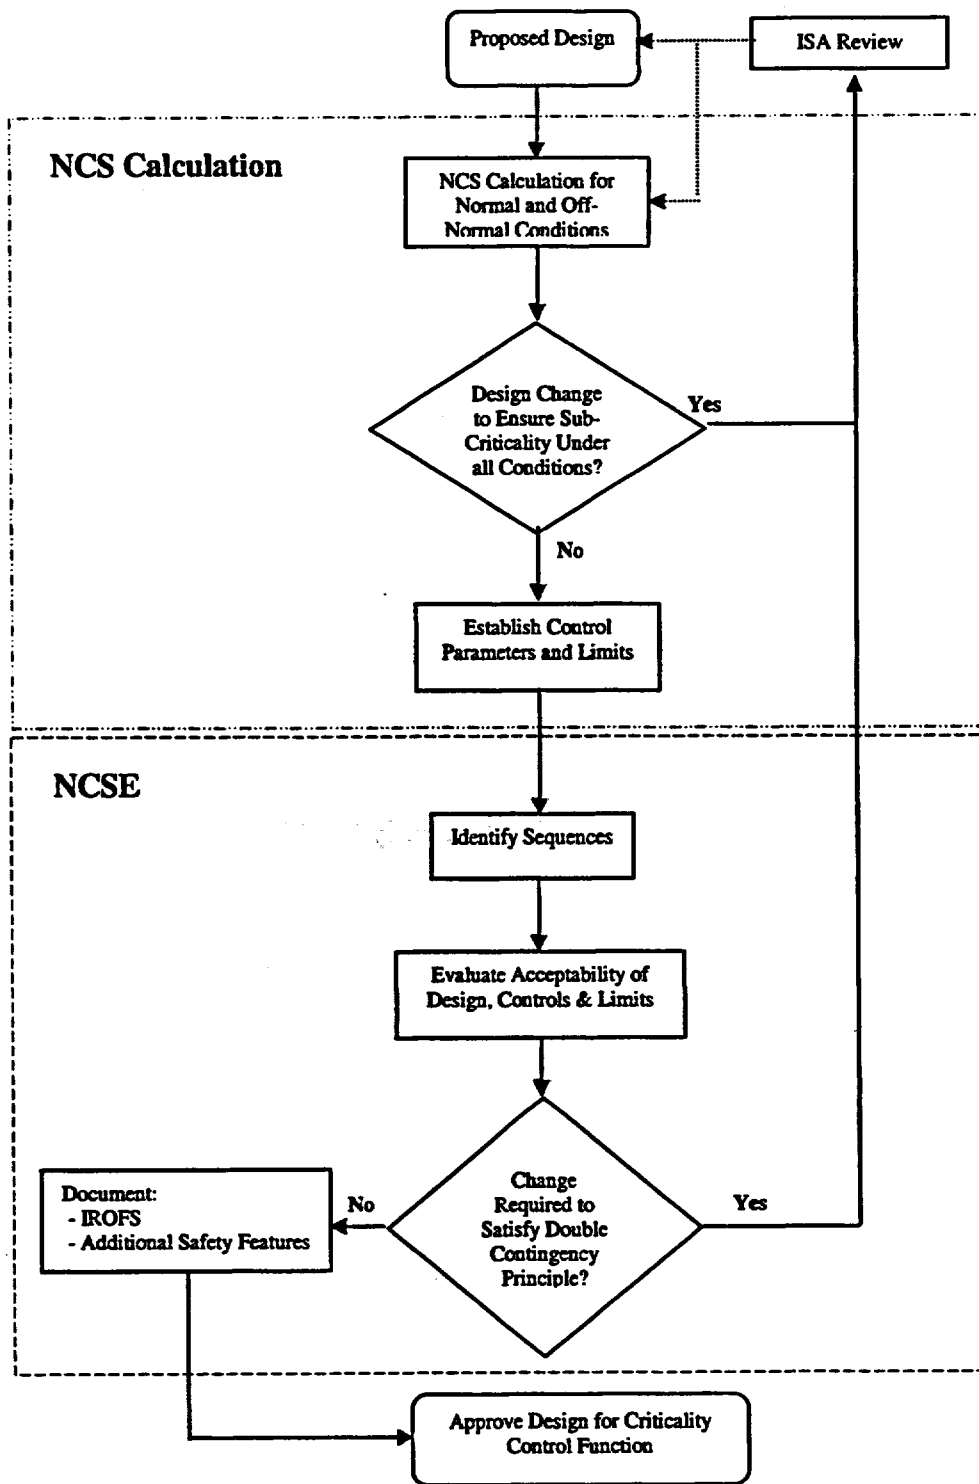 Proposed Design
ISA Review
NCS Calculation
NCS Calculation for
Normal and Off-
Normal Conditions
Design Change
to Ensure Sub-
Criticality Under
all Conditions?
Yes
No
Establish Control
Parameters and Limits
NCSE
Identify Sequences
Evaluate Acceptability of
Design, Controls & Limits
Document:
- IROFS
- Additional Safety Features
No
Change
Required to
Satisfy Double
Contingency
Principle?
Yes
Approve Design for Criticality
Control Function